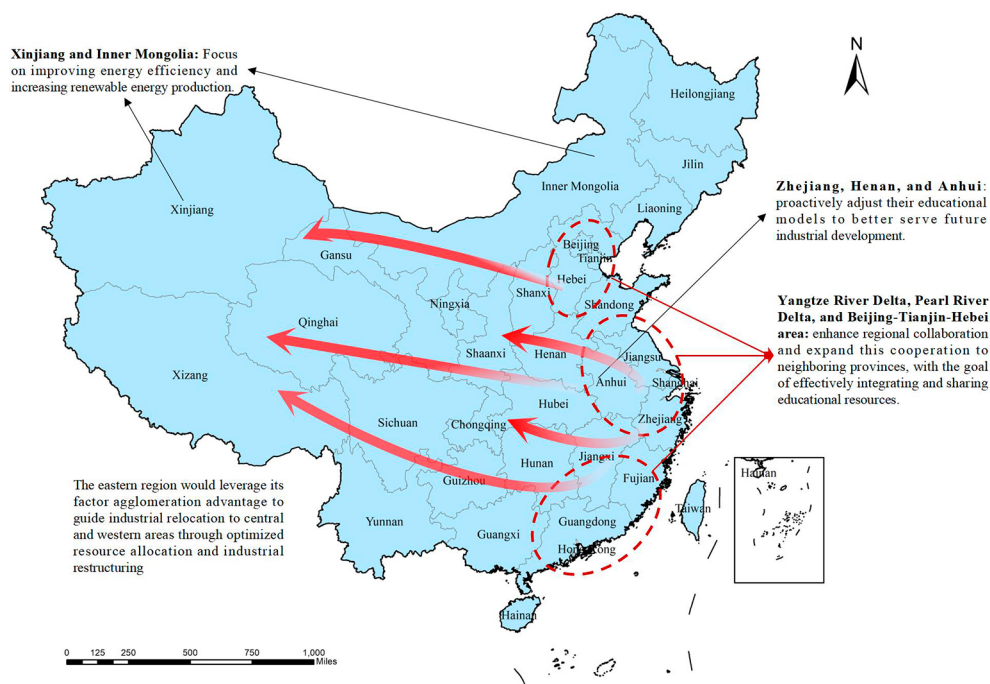 Xinjiang and Inner Mongolia: Focus
on improving energy efficiency and
increasing renewable energy production.
N
Heilongjiang
Jilin
Inner Mongolia
Liaoning
Zhejiang, Henan, and Anhui:
proactively adjust their educational
models to better serve future
industrial development.
Xinjiang
Beijing
Tianjin
Gansu
Hebei
Shanxi
Ningxia
Shandong
Yangtze River Delta, Pearl River
Delta, and Beijing-Tianjin-Hebei
area: enhance regional collaboration
and expand this cooperation to
neighboring provinces, with the goal
of effectively integrating and sharing
educational resources.
Qinghai
Shaanxi
Henan
Jiangsu
Xizang
Anhui
Shanghai
Hubei
Sichuan
Chongqing
Zhejiang
Hunan
Jiangxi
Guizhou
Fujian
Hainan
The eastern region would leverage its
factor agglomeration advantage to
guide industrial relocation to central
and western areas through optimized
resource allocation and industrial
restructuring
Yunnan
Guangxi
Guangdong
Taiwan
Hong Kong
Hainan
0 125 250 500 750 1,000
Miles